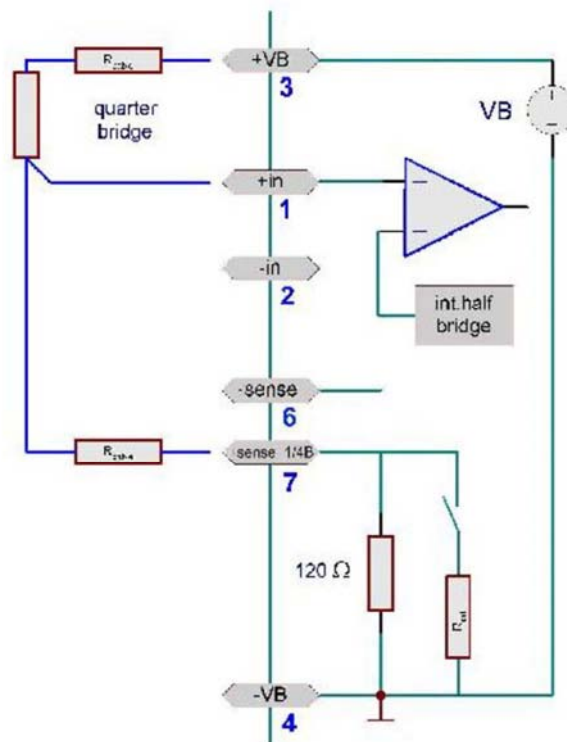 +VB
3
quarter
bridge
VB
+in
1
-in
2
int.half
bridge
-sense
6
sense 1/4B
7
120 Ω
-VB
4